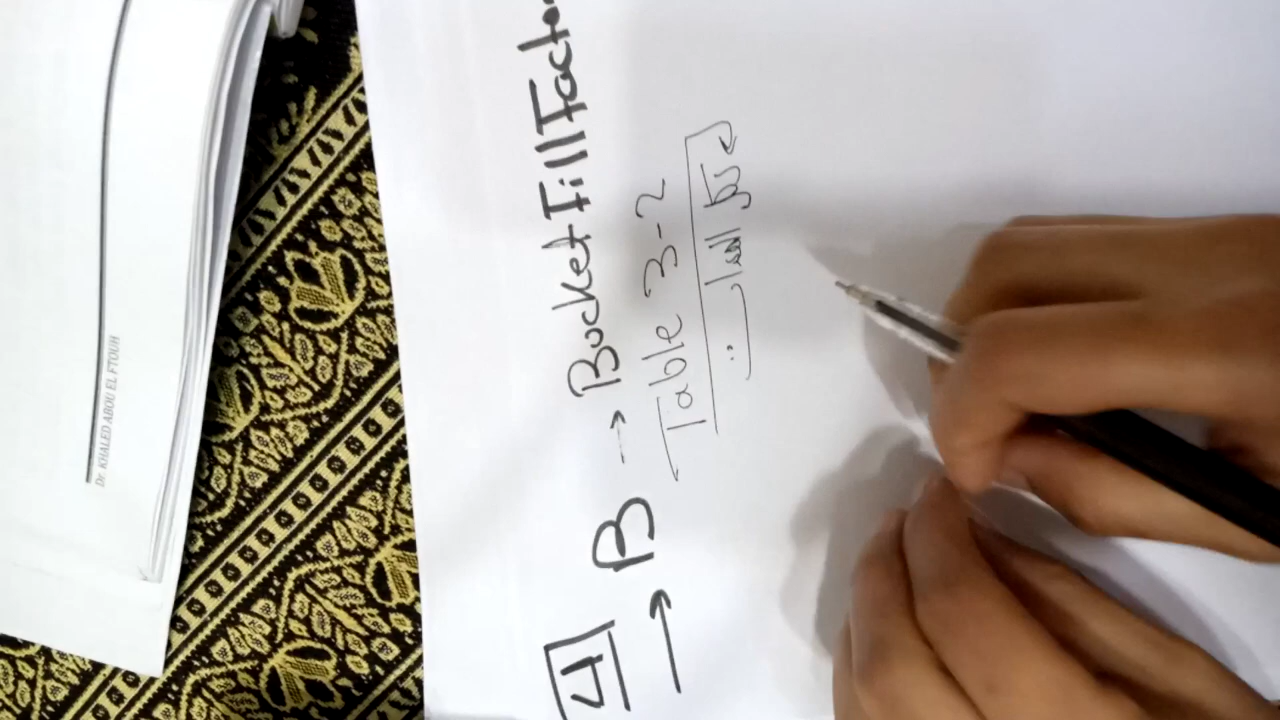 4 → B → Bucket Fill Factor
Table 3-2
Dr. KHALED ABOU EL FTOUH